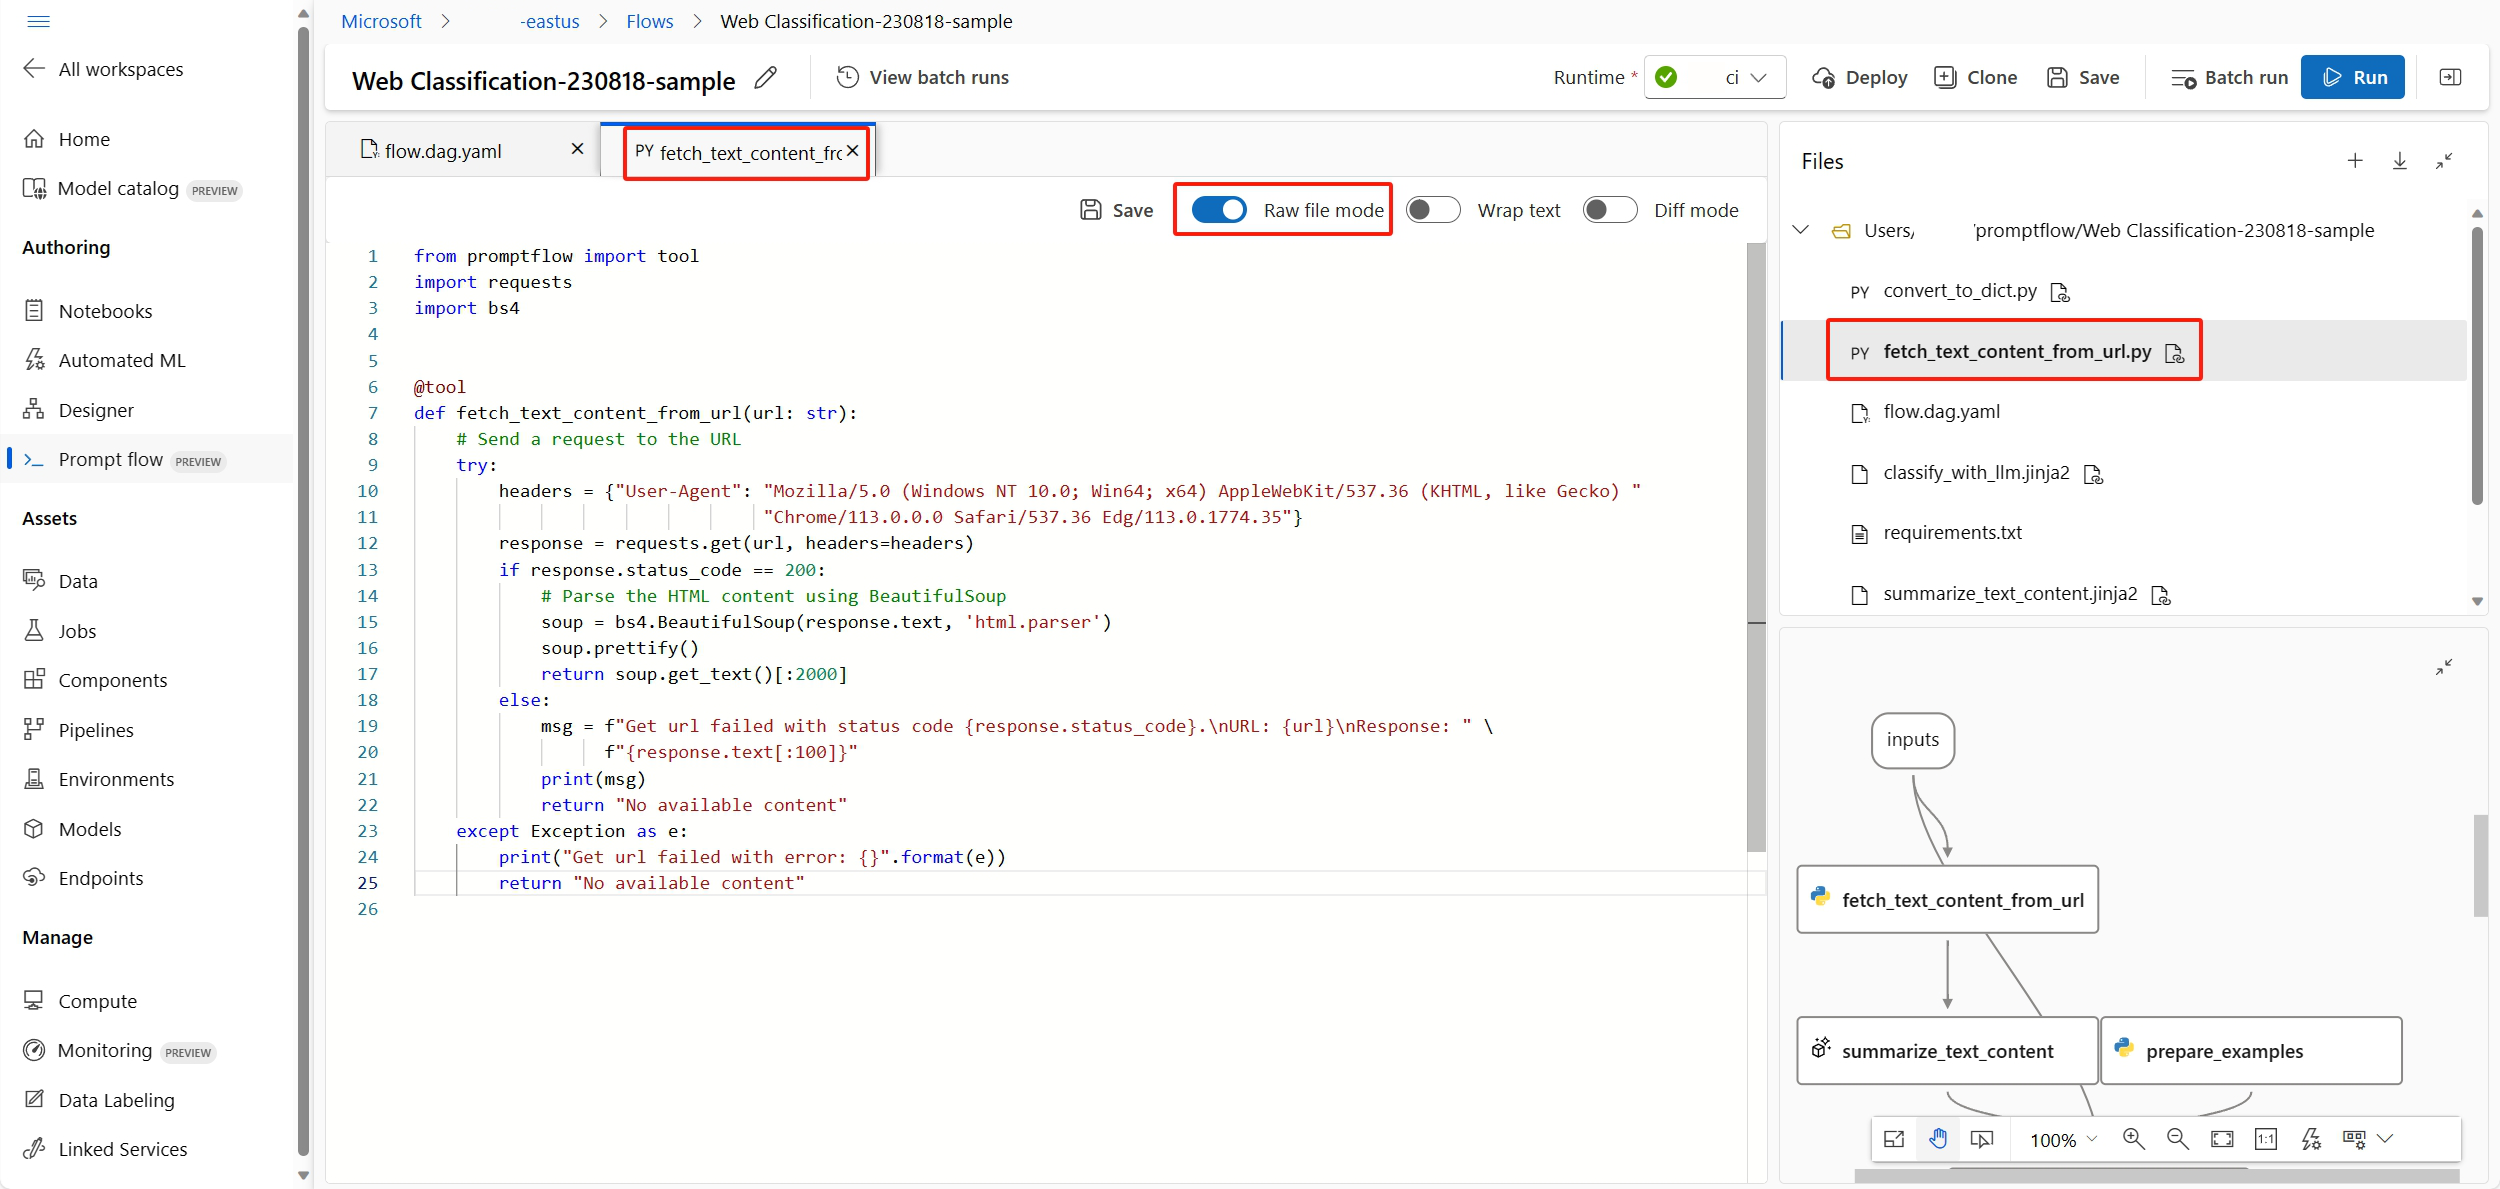 Microsoft > -eastus > Flows > Web Classification-230818-sample
All workspaces
Home
Model catalog PREVIEW
Authoring
Notebooks
Automated ML
Designer
Prompt flow PREVIEW
Assets
Data
Jobs
Components
Pipelines
Environments
Models
Endpoints
Manage
Compute
Monitoring PREVIEW
Data Labeling
Linked Services
Web Classification-230818-sample
View batch runs
Runtime * ci
Deploy
Clone
Save
Batch run
Run
flow.dag.yaml
PY fetch_text_content_frc
Save
Raw file mode
Wrap text
Diff mode
1 from promptflow import tool
2 import requests
3 import bs4
4
5
6 @tool
7 def fetch_text_content_from_url(url: str):
8 # Send a request to the URL
9 try:
10 headers = {"User-Agent": "Mozilla/5.0 (Windows NT 10.0; Win64; x64) AppleWebKit/537.36 (KHTML, like Gecko) "
11 "Chrome/113.0.0.0 Safari/537.36 Edg/113.0.1774.35"}
12 response = requests.get(url, headers=headers)
13 if response.status_code == 200:
14 # Parse the HTML content using BeautifulSoup
15 soup = bs4.BeautifulSoup(response.text, 'html.parser')
16 soup.prettify()
17 return soup.get_text()[:2000]
18 else:
19 msg = f"Get url failed with status code {response.status_code}.\nURL: {url}\nResponse: " \
20 f"{response.text[:100]}"
21 print(msg)
22 return "No available content"
23 except Exception as e:
24 print("Get url failed with error: {}".format(e))
25 return "No available content"
26
Files
Users/ 'promptflow/Web Classification-230818-sample
PY convert_to_dict.py
PY fetch_text_content_from_url.py
flow.dag.yaml
classify_with_llm.jinja2
requirements.txt
summarize_text_content.jinja2
inputs
fetch_text_content_from_url
summarize_text_content
prepare_examples
100%
1:1